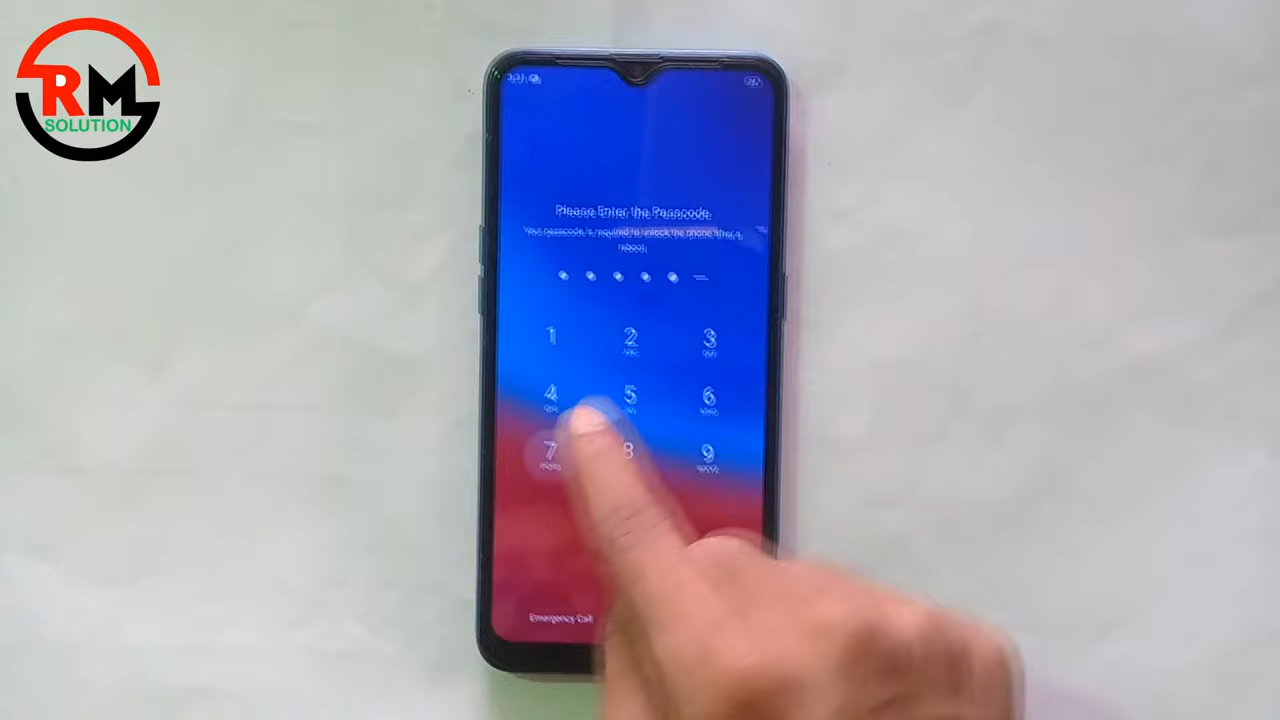 RM
SOLUTION
Please Enter the Passcode
Your passcode is required to unlock the phone after a
reboot
1
2
3
ABC
DEF
4
5
6
GHI
JKL
MNO
7
8
9
PQRS
WXYZ
Emergency Call